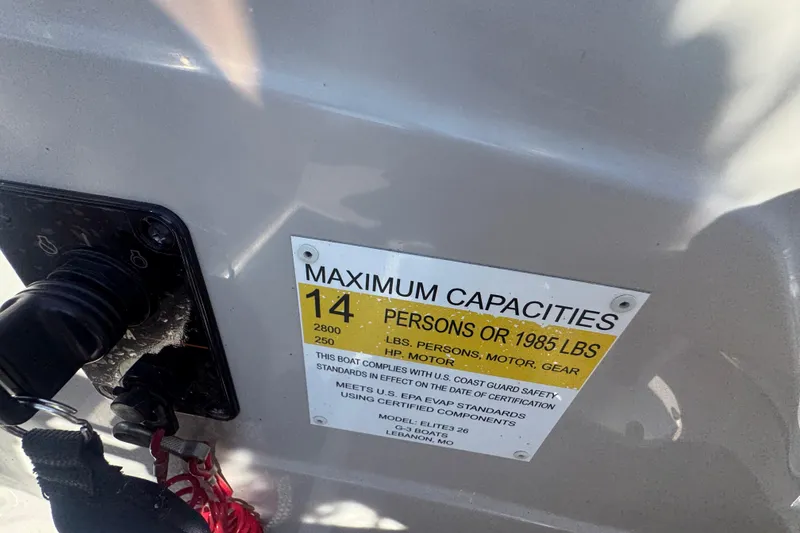 MAXIMUM CAPACITIES
14 PERSONS OR 1985 LBS
2800 LBS. PERSONS, MOTOR, GEAR
250 HP. MOTOR
THIS BOAT COMPLIES WITH U.S. COAST GUARD SAFETY
STANDARDS IN EFFECT ON THE DATE OF CERTIFICATION
MEETS U.S. EPA EVAP STANDARDS
USING CERTIFIED COMPONENTS
MODEL: ELITE3 26
G-3 BOATS
LEBANON, MO